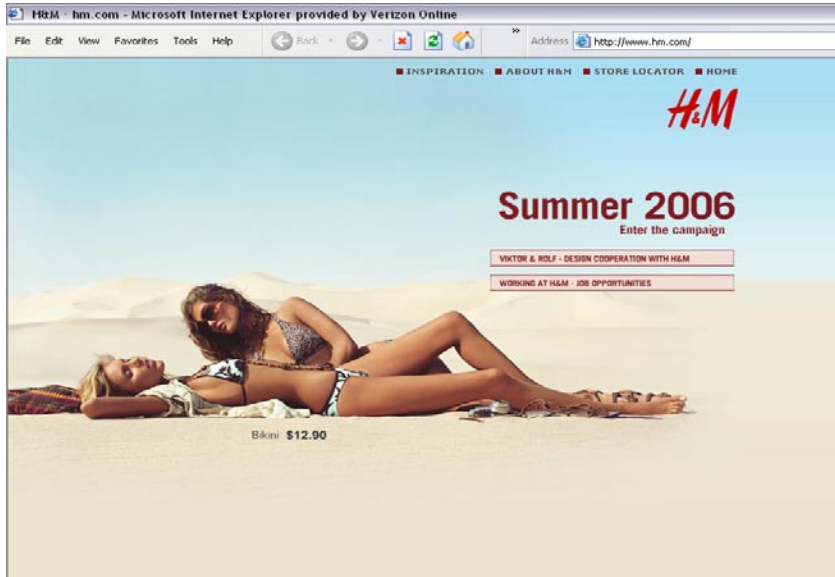 H&M - hm.com - Microsoft Internet Explorer provided by Verizon Online
File Edit View Favorites Tools Help Back » Address http://www.hm.com/
INSPIRATION ABOUT H&M STORE LOCATOR HOME
H&M
Summer 2006
Enter the campaign
VIKTOR & ROLF - DESIGN COOPERATION WITH H&M
WORKING AT H&M - JOB OPPORTUNITIES
Bikini $12.90